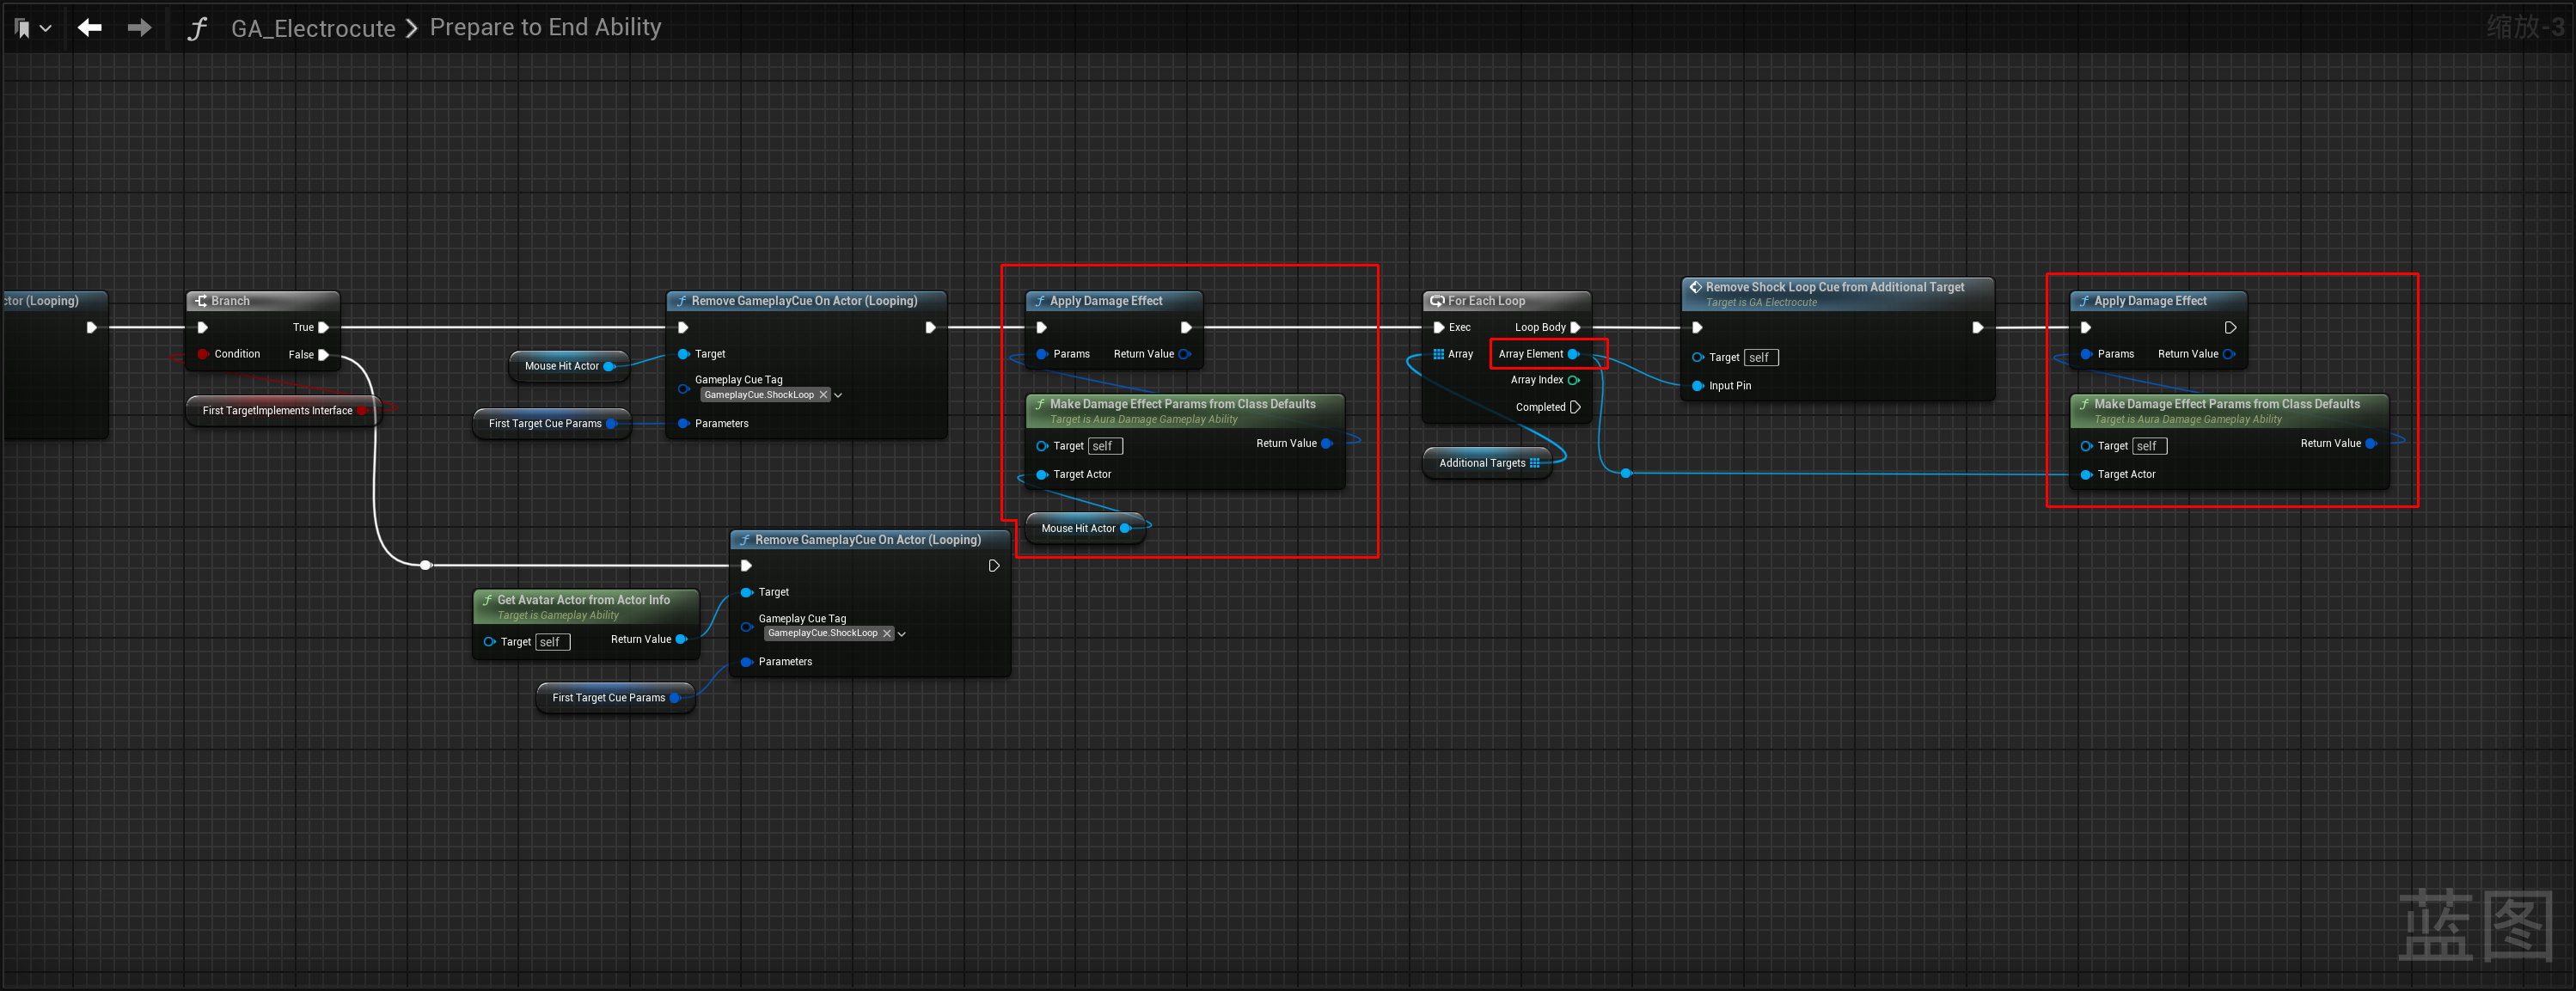 GA_Electrocute > Prepare to End Ability
缩放-3
ctor (Looping)
Branch
True
Condition
False
First TargetImplements Interface
Remove GameplayCue On Actor (Looping)
Target
Gameplay Cue Tag
GameplayCue.ShockLoop
Parameters
Mouse Hit Actor
First Target Cue Params
Apply Damage Effect
Params
Return Value
Make Damage Effect Params from Class Defaults
Target is Aura Damage Gameplay Ability
Target self
Return Value
Target Actor
Mouse Hit Actor
For Each Loop
Exec
Loop Body
Array
Array Element
Array Index
Completed
Additional Targets
Remove Shock Loop Cue from Additional Target
Target is GA Electrocute
Target self
Input Pin
Apply Damage Effect
Params
Return Value
Make Damage Effect Params from Class Defaults
Target is Aura Damage Gameplay Ability
Target self
Return Value
Target Actor
Remove GameplayCue On Actor (Looping)
Target
Gameplay Cue Tag
GameplayCue.ShockLoop
Parameters
Get Avatar Actor from Actor Info
Target is Gameplay Ability
Target self
Return Value
First Target Cue Params
蓝图